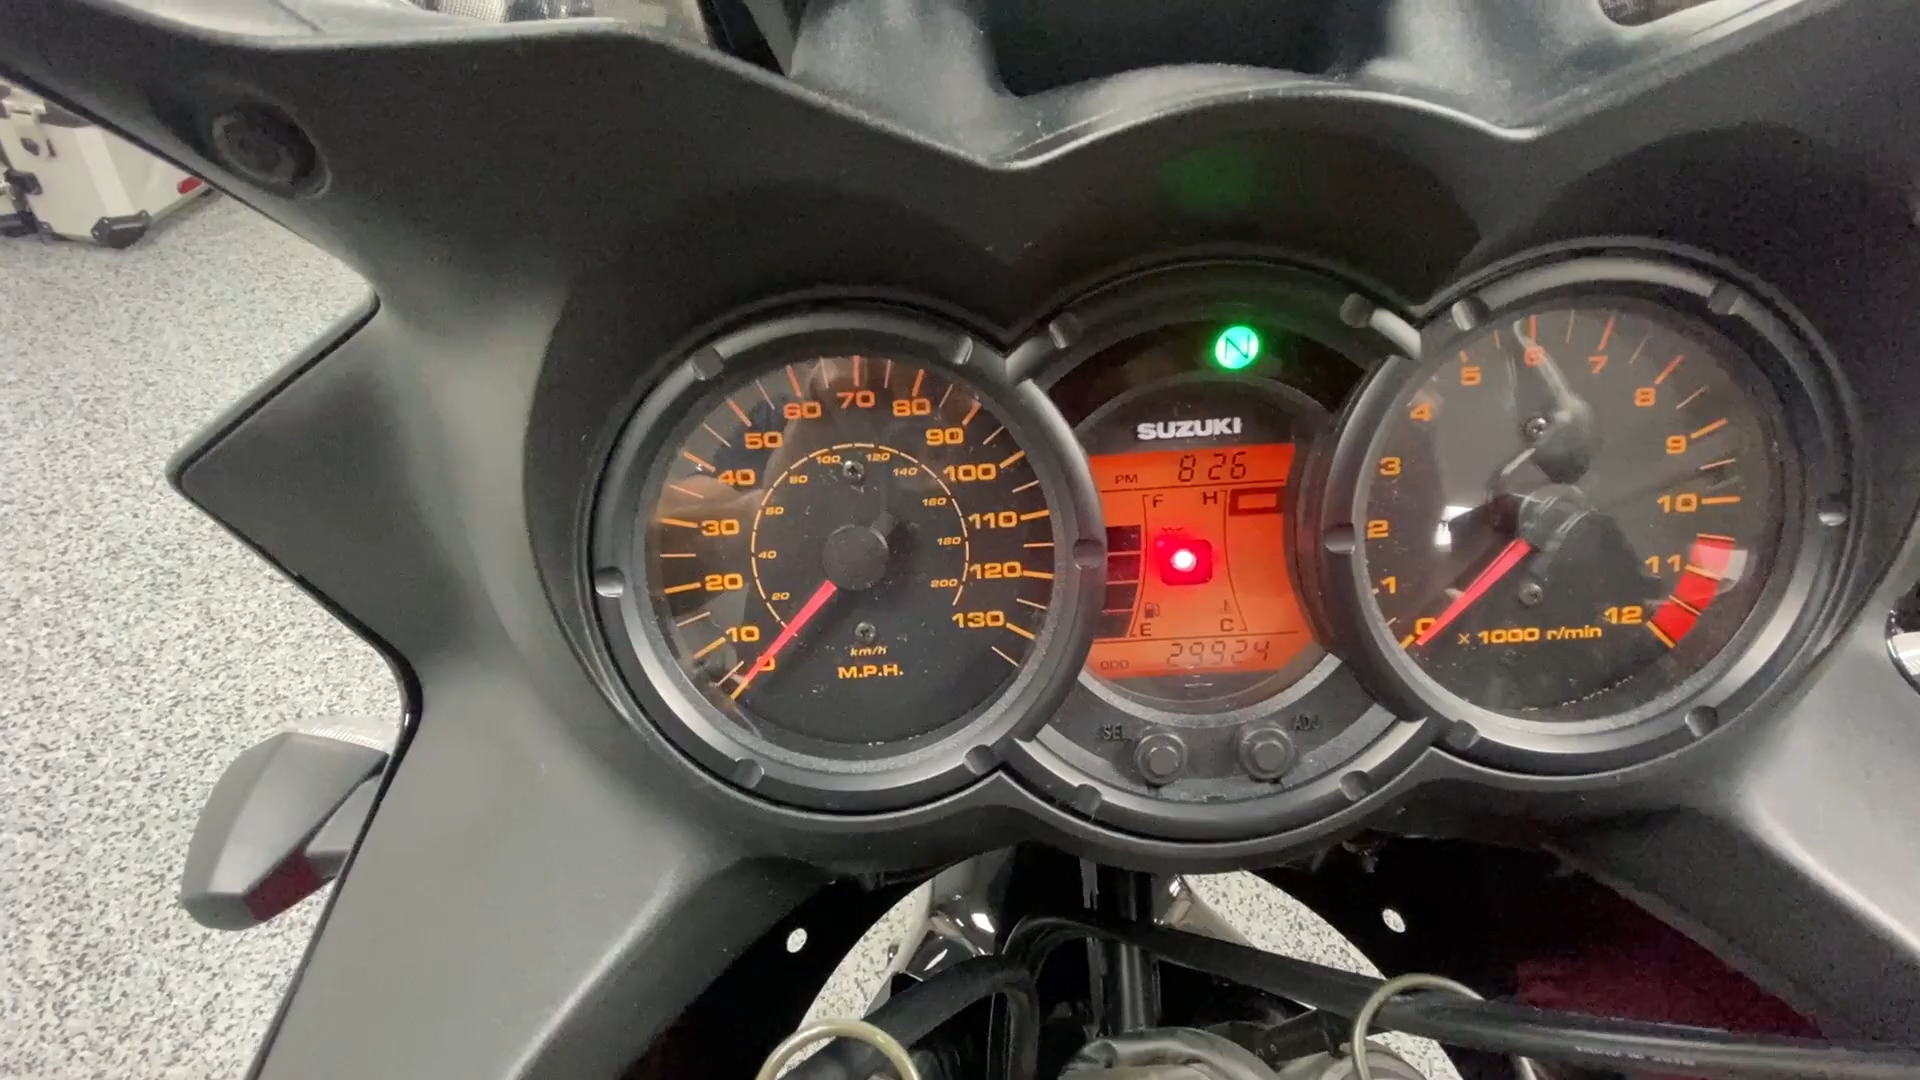 N
SUZUKI
PM 8:26
F H
E C
ODO 29924
SEL ADJ
0 10 20 30 40 50 60 70 80 90 100 110 120 130
20 40 60 80 100 120 140 160 180 200
km/h
M.P.H.
0 1 2 3 4 5 6 7 8 9 10 11 12
x 1000 r/min